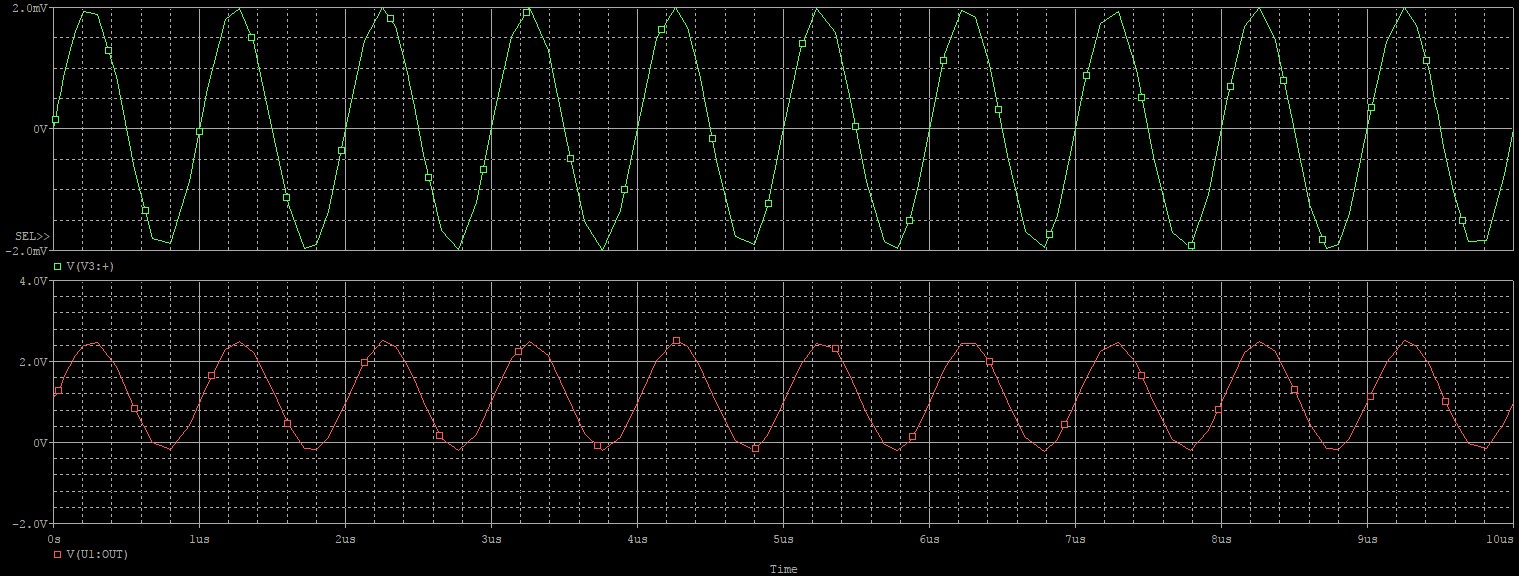 2.0mV
0V
SEL>>
-2.0mV
V(V3:+)
4.0V
2.0V
0V
-2.0V
0s 1us 2us 3us 4us 5us 6us 7us 8us 9us 10us
V(U1:OUT)
Time